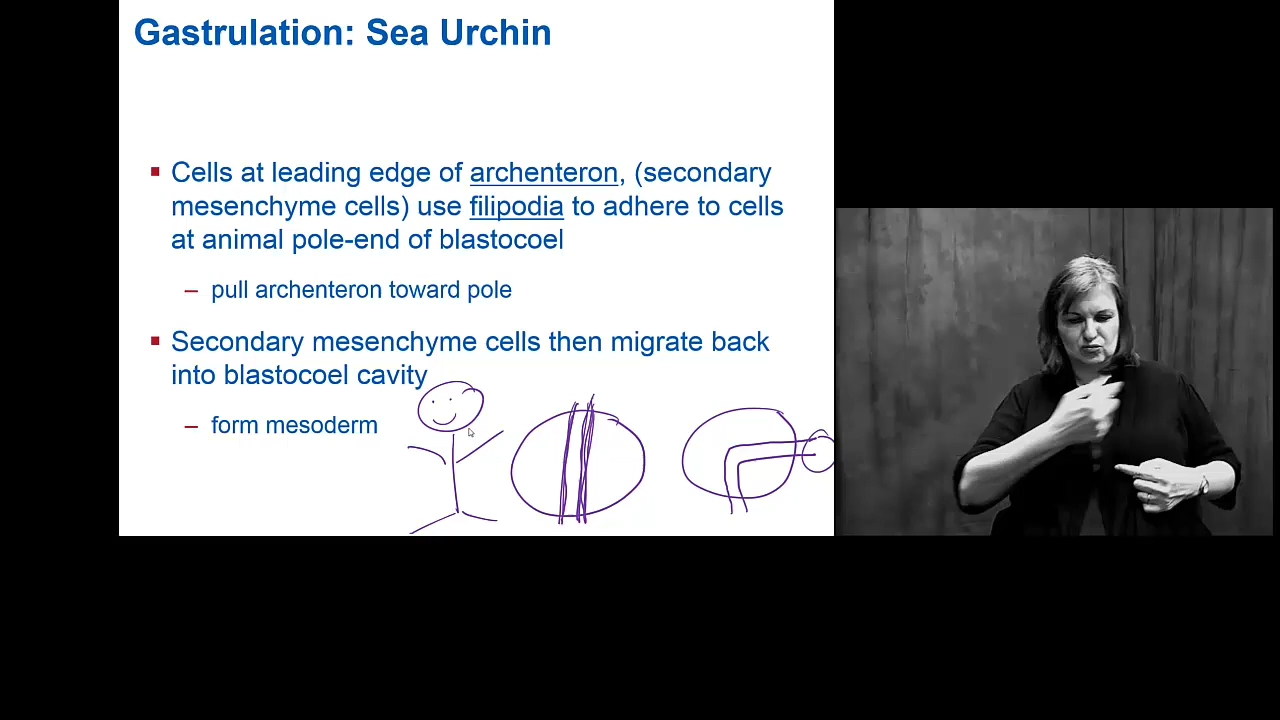 Gastrulation: Sea Urchin
Cells at leading edge of archenteron, (secondary
mesenchyme cells) use filipodia to adhere to cells
at animal pole-end of blastocoel
– pull archenteron toward pole
Secondary mesenchyme cells then migrate back
into blastocoel cavity
– form mesoderm